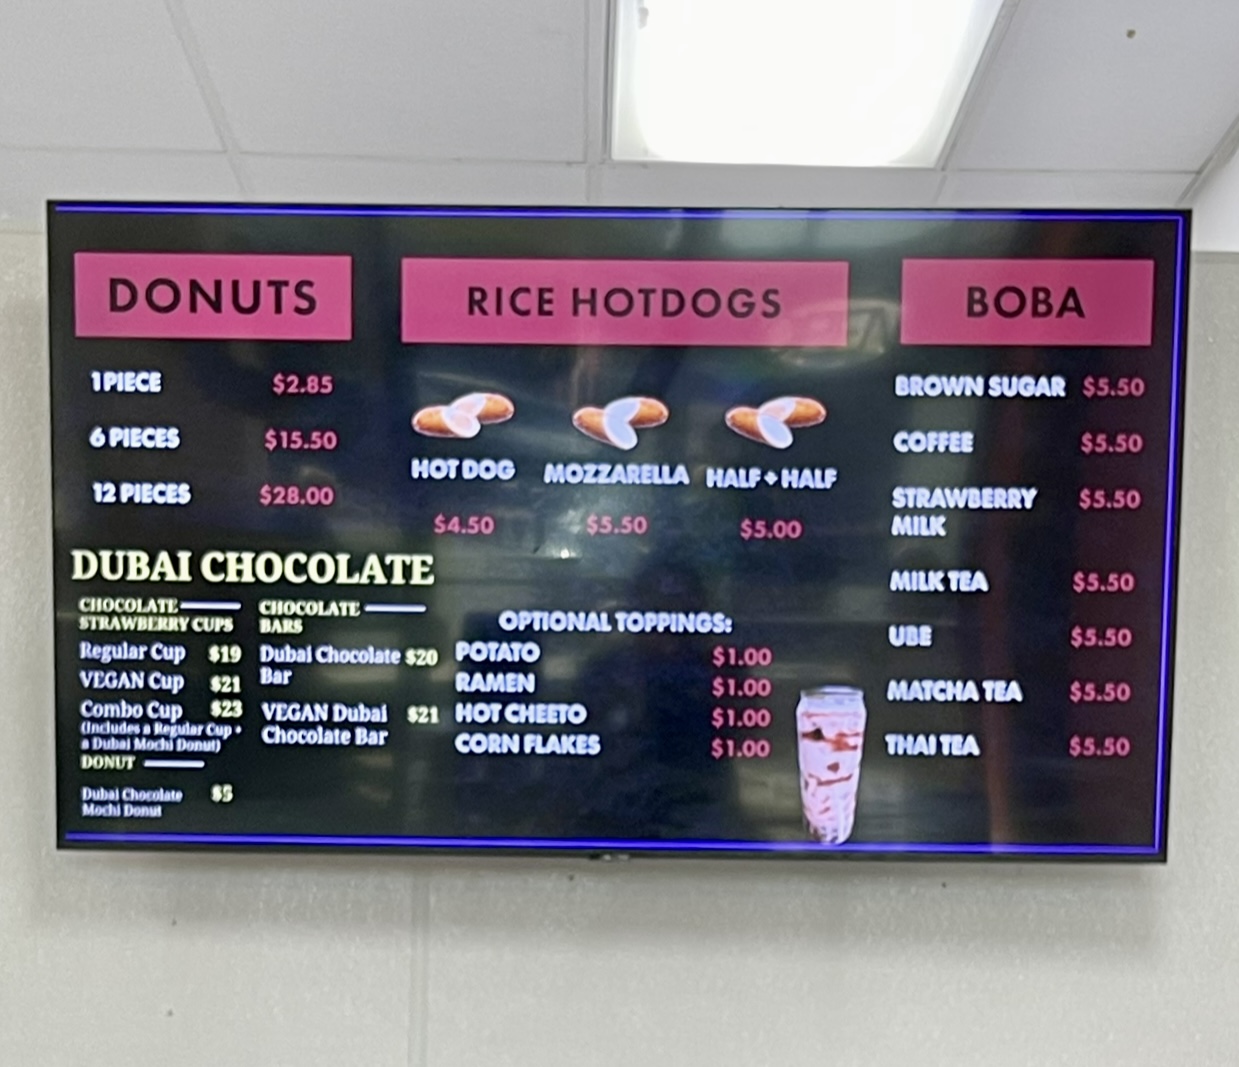 DONUTS
1 PIECE $2.85
6 PIECES $15.50
12 PIECES $28.00
DUBAI CHOCOLATE
CHOCOLATE
STRAWBERRY CUPS
Regular Cup $19
VEGAN Cup $21
Combo Cup $23
(Includes a Regular Cup +
a Dubai Mochi Donut)
DONUT
Dubai Chocolate $5
Mochi Donut
CHOCOLATE
BARS
Dubai Chocolate $20
Bar
VEGAN Dubai $21
Chocolate Bar
RICE HOTDOGS
HOT DOG MOZZARELLA HALF + HALF
$4.50 $5.50 $5.00
OPTIONAL TOPPINGS:
POTATO $1.00
RAMEN $1.00
HOT CHEETO $1.00
CORN FLAKES $1.00
BOBA
BROWN SUGAR $5.50
COFFEE $5.50
STRAWBERRY $5.50
MILK
MILK TEA $5.50
UBE $5.50
MATCHA TEA $5.50
THAI TEA $5.50